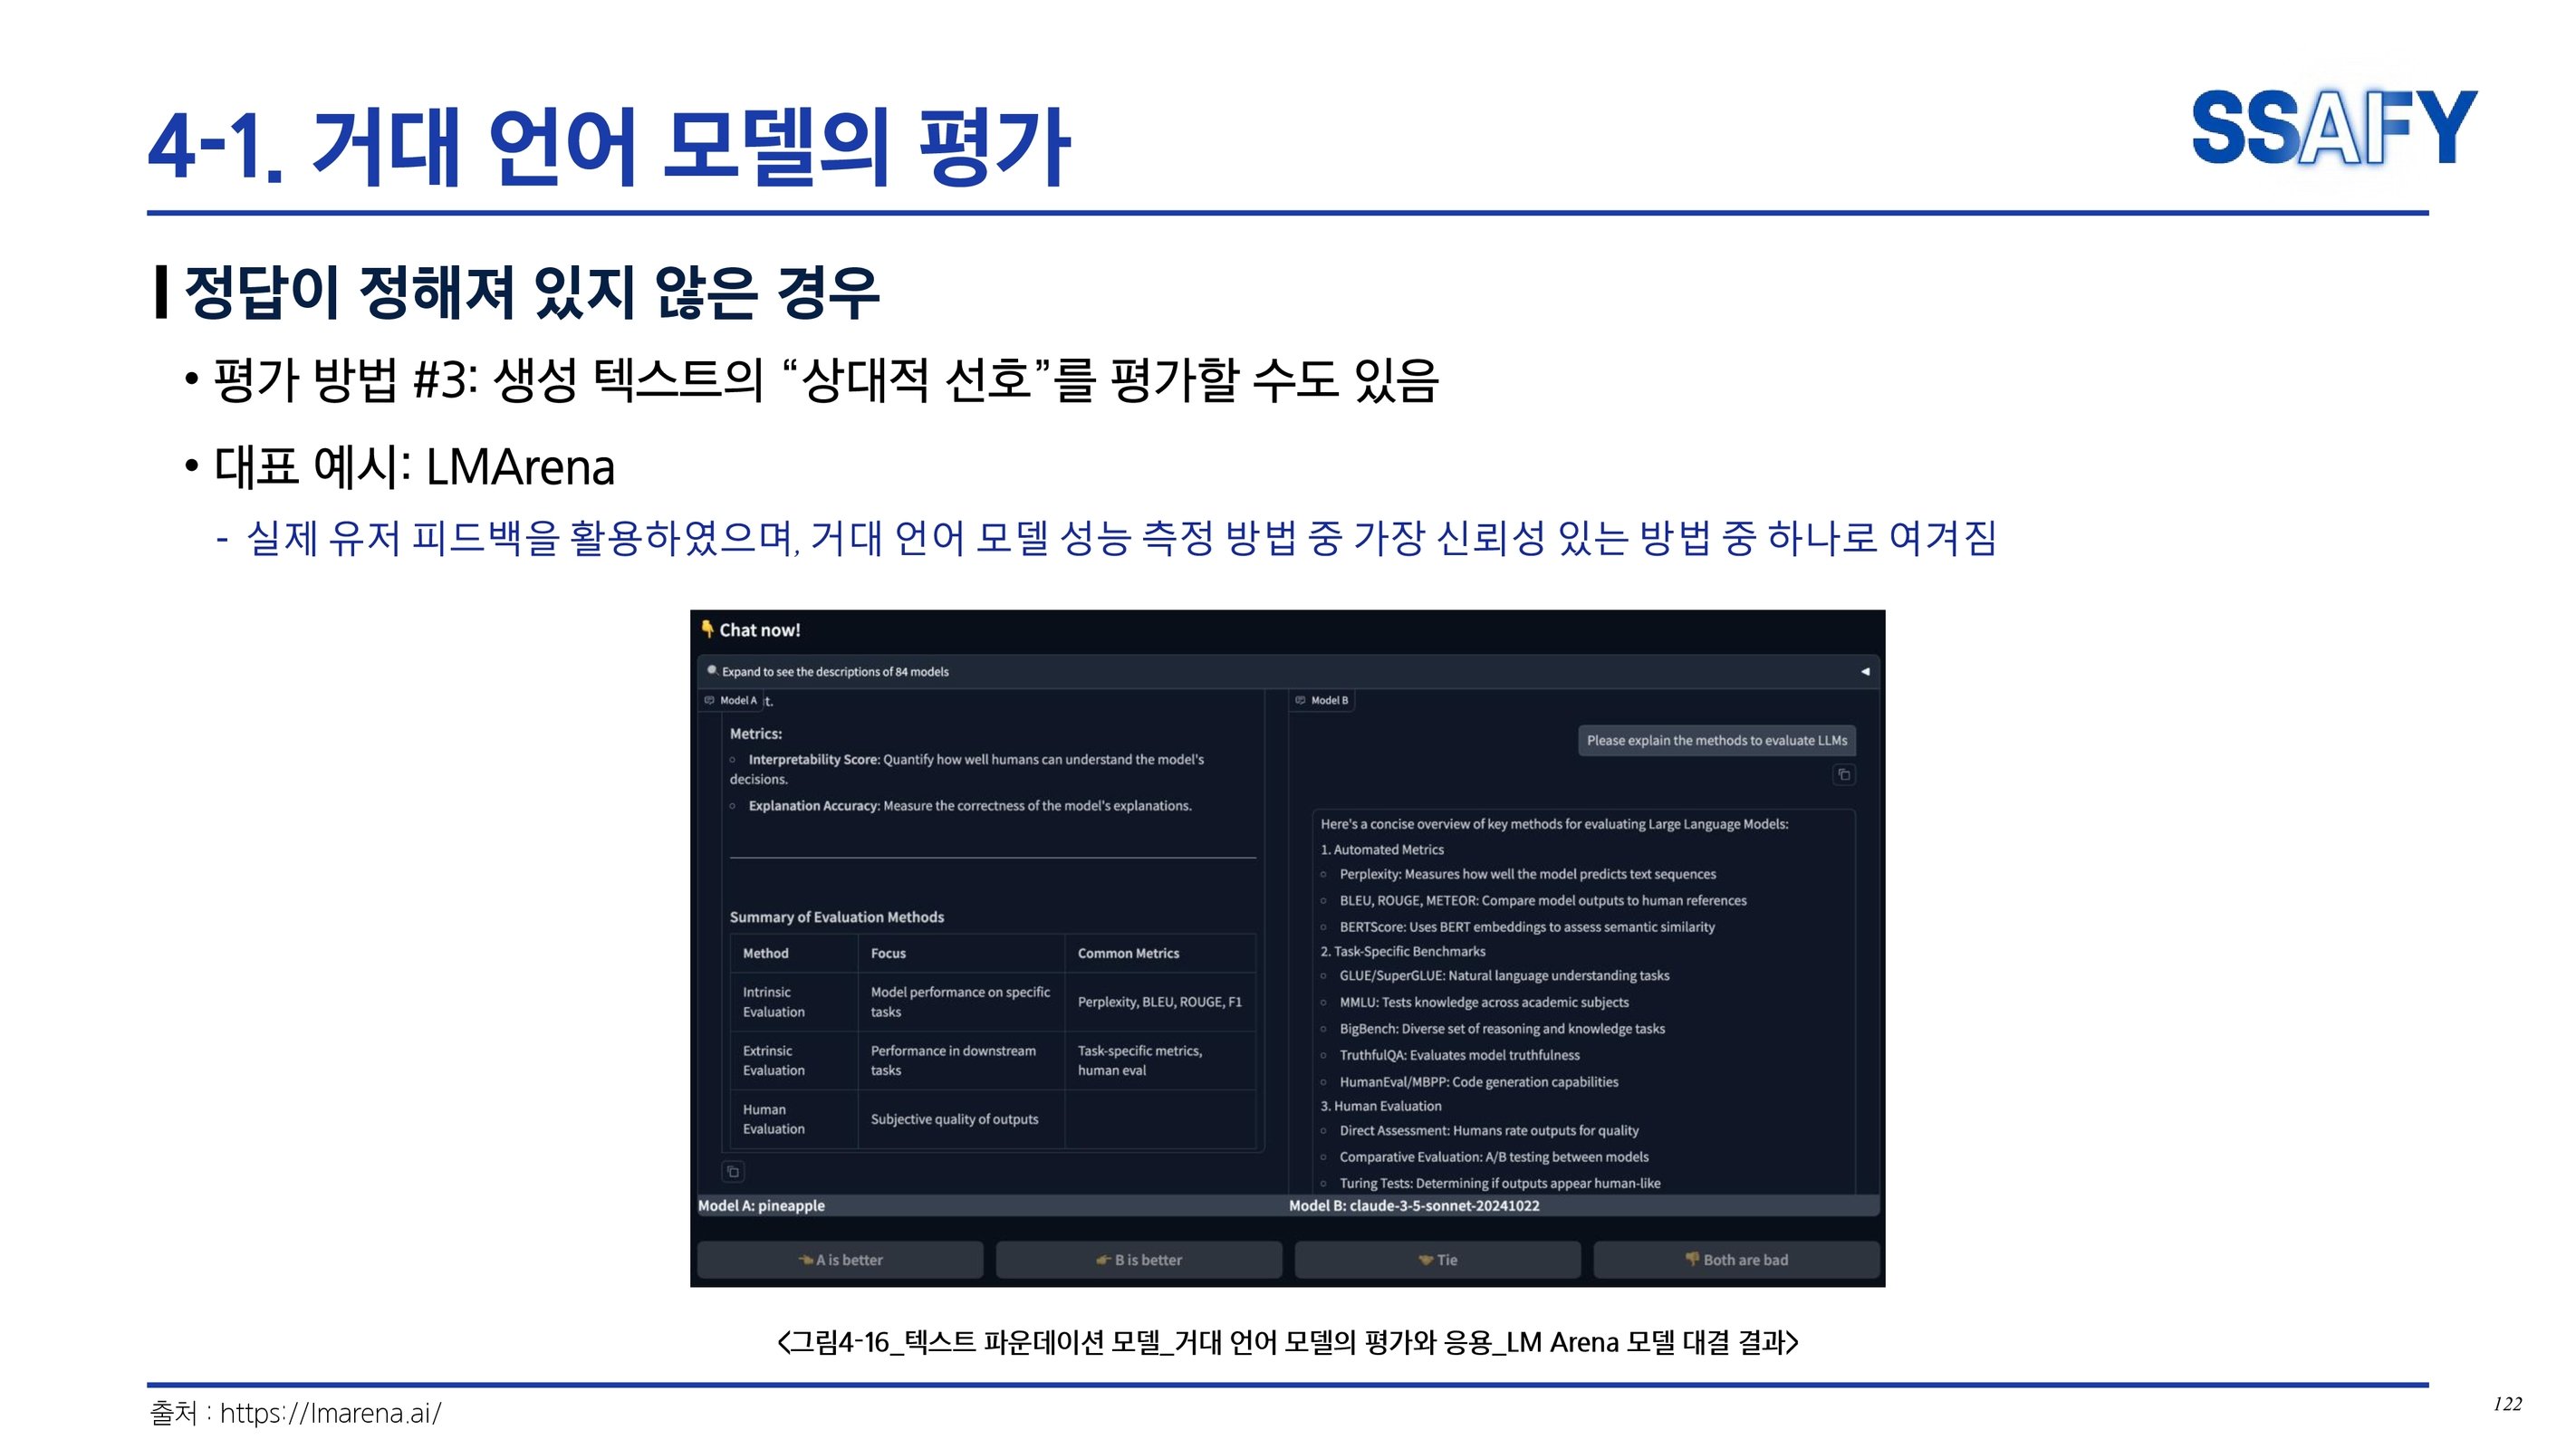 4-1. 거대 언어 모델의 평가
SSAFY
정답이 정해져 있지 않은 경우
• 평가 방법 #3: 생성 텍스트의 “상대적 선호”를 평가할 수도 있음
• 대표 예시: LMArena
- 실제 유저 피드백을 활용하였으며, 거대 언어 모델 성능 측정 방법 중 가장 신뢰성 있는 방법 중 하나로 여겨짐
👇 Chat now!
🔍 Expand to see the descriptions of 84 models
Model A
t.
Metrics:
Interpretability Score: Quantify how well humans can understand the model's
decisions.
Explanation Accuracy: Measure the correctness of the model's explanations.
Summary of Evaluation Methods
Method Focus Common Metrics
Intrinsic Evaluation Model performance on specific tasks Perplexity, BLEU, ROUGE, F1
Extrinsic Evaluation Performance in downstream tasks Task-specific metrics, human eval
Human Evaluation Subjective quality of outputs
Model B
Please explain the methods to evaluate LLMs
Here's a concise overview of key methods for evaluating Large Language Models:
1. Automated Metrics
Perplexity: Measures how well the model predicts text sequences
BLEU, ROUGE, METEOR: Compare model outputs to human references
BERTScore: Uses BERT embeddings to assess semantic similarity
2. Task-Specific Benchmarks
GLUE/SuperGLUE: Natural language understanding tasks
MMLU: Tests knowledge across academic subjects
BigBench: Diverse set of reasoning and knowledge tasks
TruthfulQA: Evaluates model truthfulness
HumanEval/MBPP: Code generation capabilities
3. Human Evaluation
Direct Assessment: Humans rate outputs for quality
Comparative Evaluation: A/B testing between models
Turing Tests: Determining if outputs appear human-like
Model A: pineapple
Model B: claude-3-5-sonnet-20241022
👈 A is better
👉 B is better
🤝 Tie
👎 Both are bad
<그림4-16_텍스트 파운데이션 모델_거대 언어 모델의 평가와 응용_LM Arena 모델 대결 결과>
출처 : https://lmarena.ai/
122